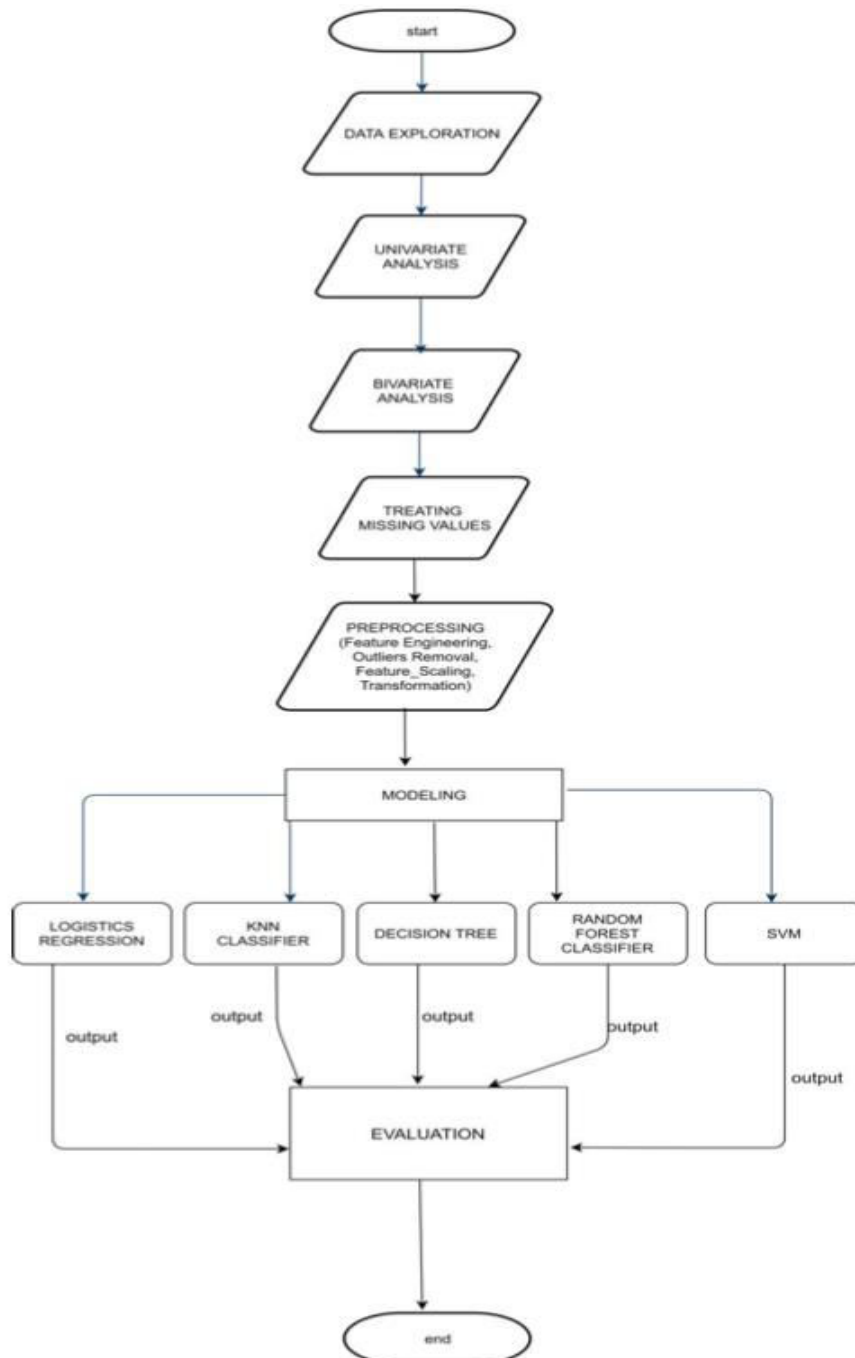 start
DATA EXPLORATION
UNIVARIATE
ANALYSIS
BIVARIATE
ANALYSIS
TREATING
MISSING VALUES
PREPROCESSING
(Feature Engineering,
Outliers Removal,
Feature_Scaling,
Transformation)
MODELING
LOGISTICS
REGRESSION
KNN
CLASSIFIER
DECISION TREE
RANDOM
FOREST
CLASSIFIER
SVM
output
output
output
output
output
EVALUATION
end